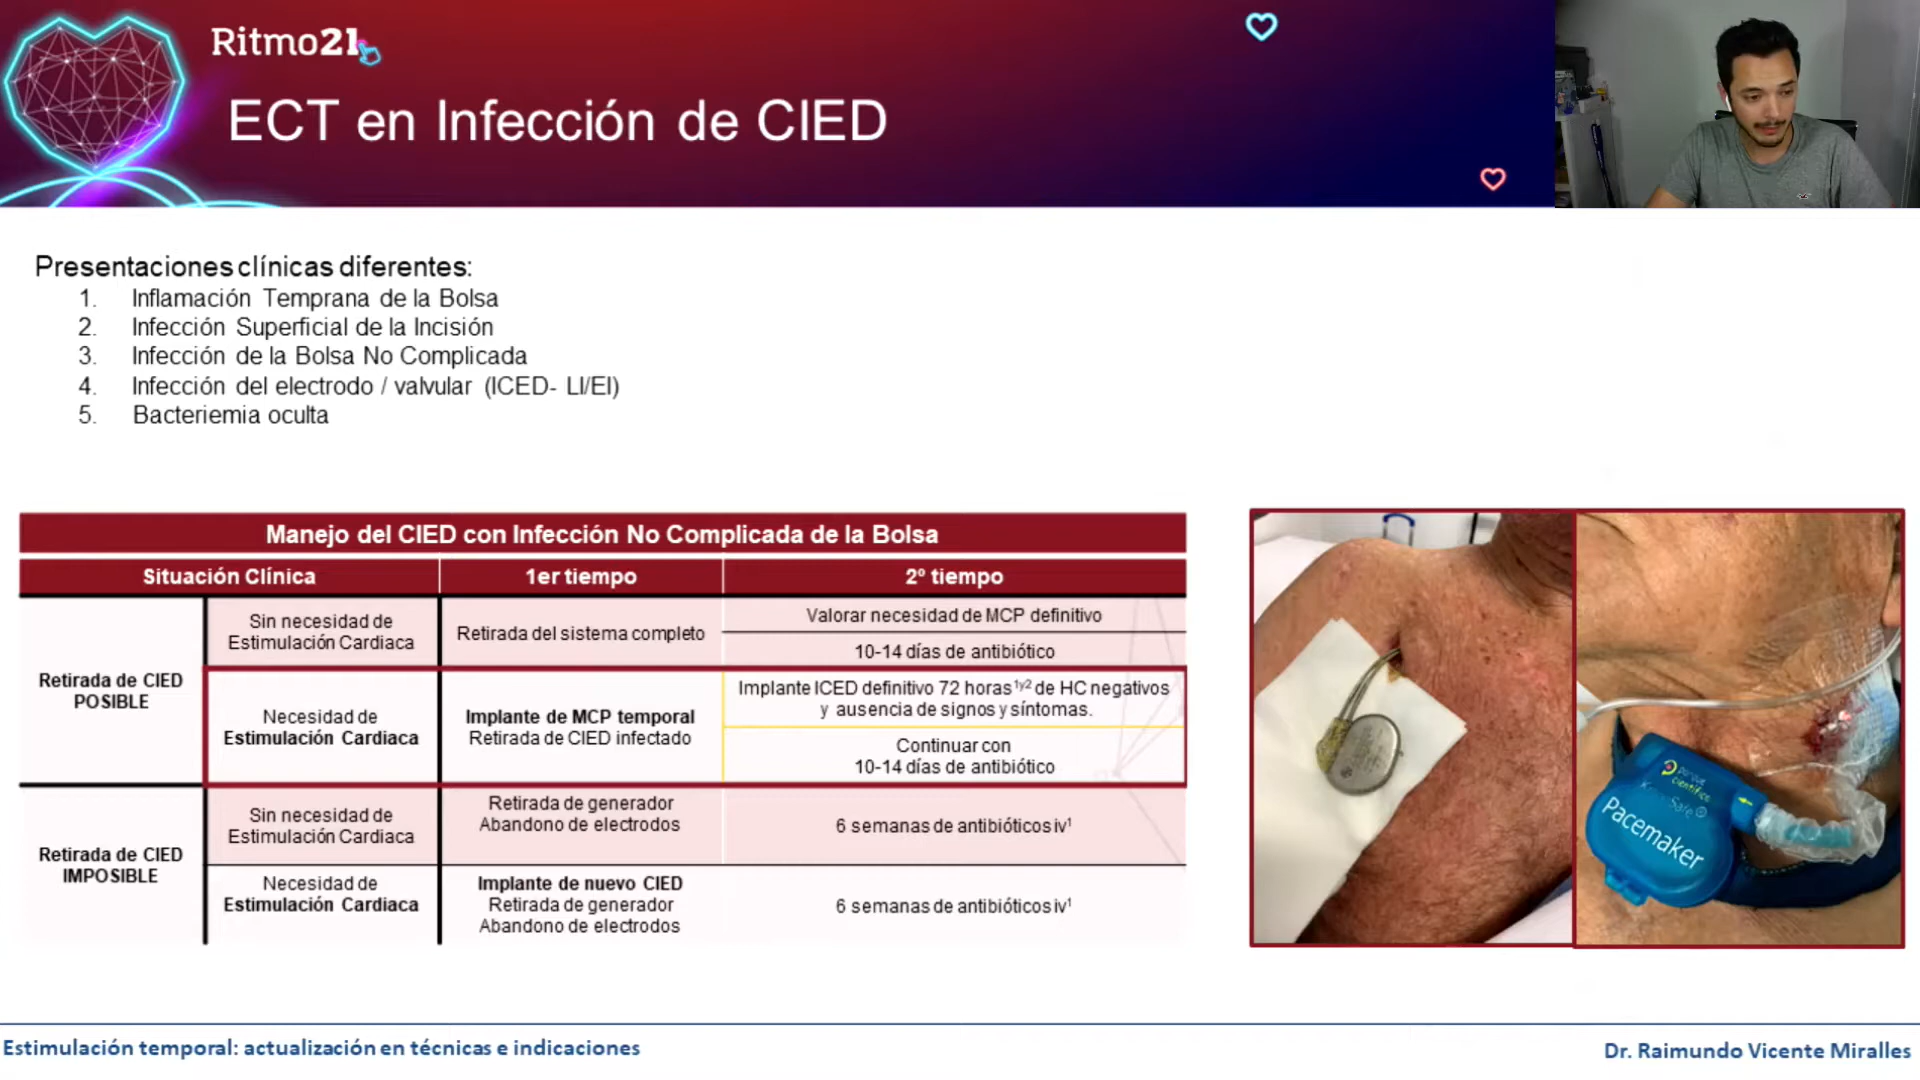 Ritmo21
ECT en Infección de CIED
Presentaciones clínicas diferentes:
1. Inflamación Temprana de la Bolsa
2. Infección Superficial de la Incisión
3. Infección de la Bolsa No Complicada
4. Infección del electrodo / valvular (ICED- LI/EI)
5. Bacteriemia oculta
Manejo del CIED con Infección No Complicada de la Bolsa
Situación Clínica
1er tiempo
2º tiempo
Retirada de CIED
POSIBLE
Sin necesidad de
Estimulación Cardiaca
Retirada del sistema completo
Valorar necesidad de MCP definitivo
10-14 días de antibiótico
Necesidad de
Estimulación Cardiaca
Implante de MCP temporal
Retirada de CIED infectado
Implante ICED definitivo 72 horas¹ʸ² de HC negativos
y ausencia de signos y síntomas.
Continuar con
10-14 días de antibiótico
Retirada de CIED
IMPOSIBLE
Sin necesidad de
Estimulación Cardiaca
Retirada de generador
Abandono de electrodos
6 semanas de antibióticos iv¹
Necesidad de
Estimulación Cardiaca
Implante de nuevo CIED
Retirada de generador
Abandono de electrodos
6 semanas de antibióticos iv¹
Pacemaker
Estimulación temporal: actualización en técnicas e indicaciones
Dr. Raimundo Vicente Miralles